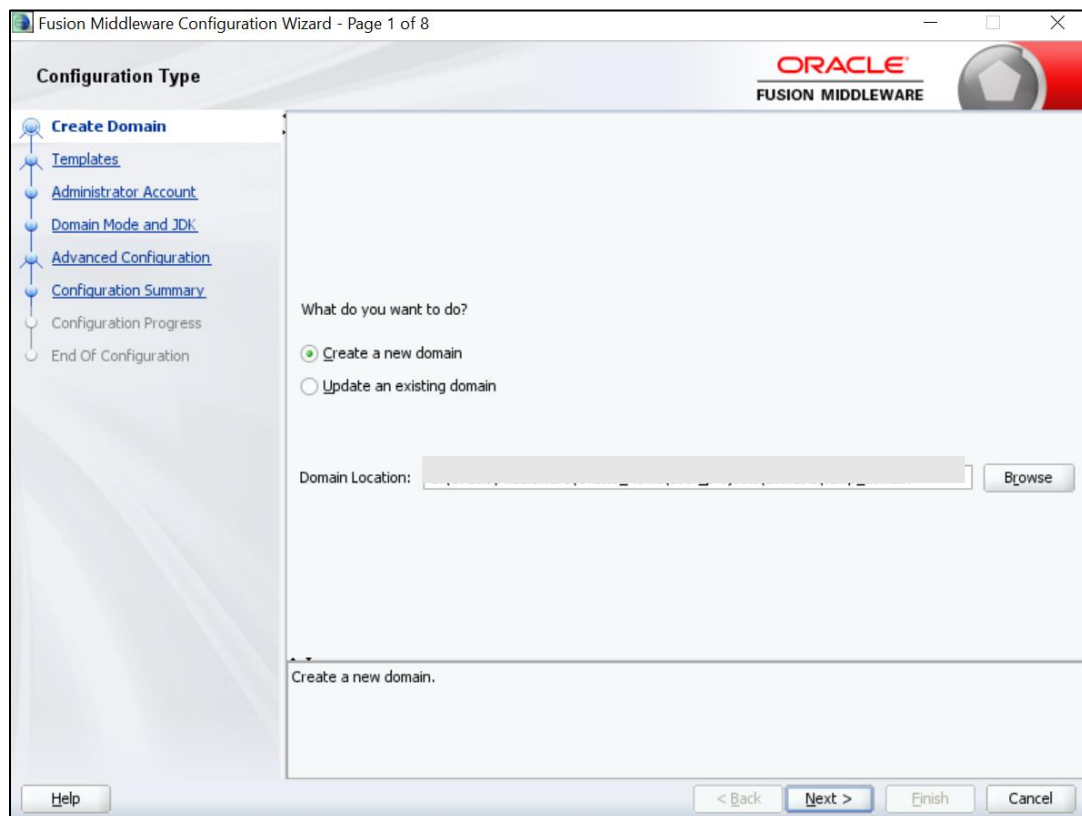 Fusion Middleware Configuration Wizard - Page 1 of 8
Configuration Type
ORACLE
FUSION MIDDLEWARE
Create Domain
Templates
Administrator Account
Domain Mode and JDK
Advanced Configuration
Configuration Summary
Configuration Progress
End Of Configuration
What do you want to do?
Create a new domain
Update an existing domain
Domain Location:
Browse
Create a new domain.
Help
< Back
Next >
Finish
Cancel